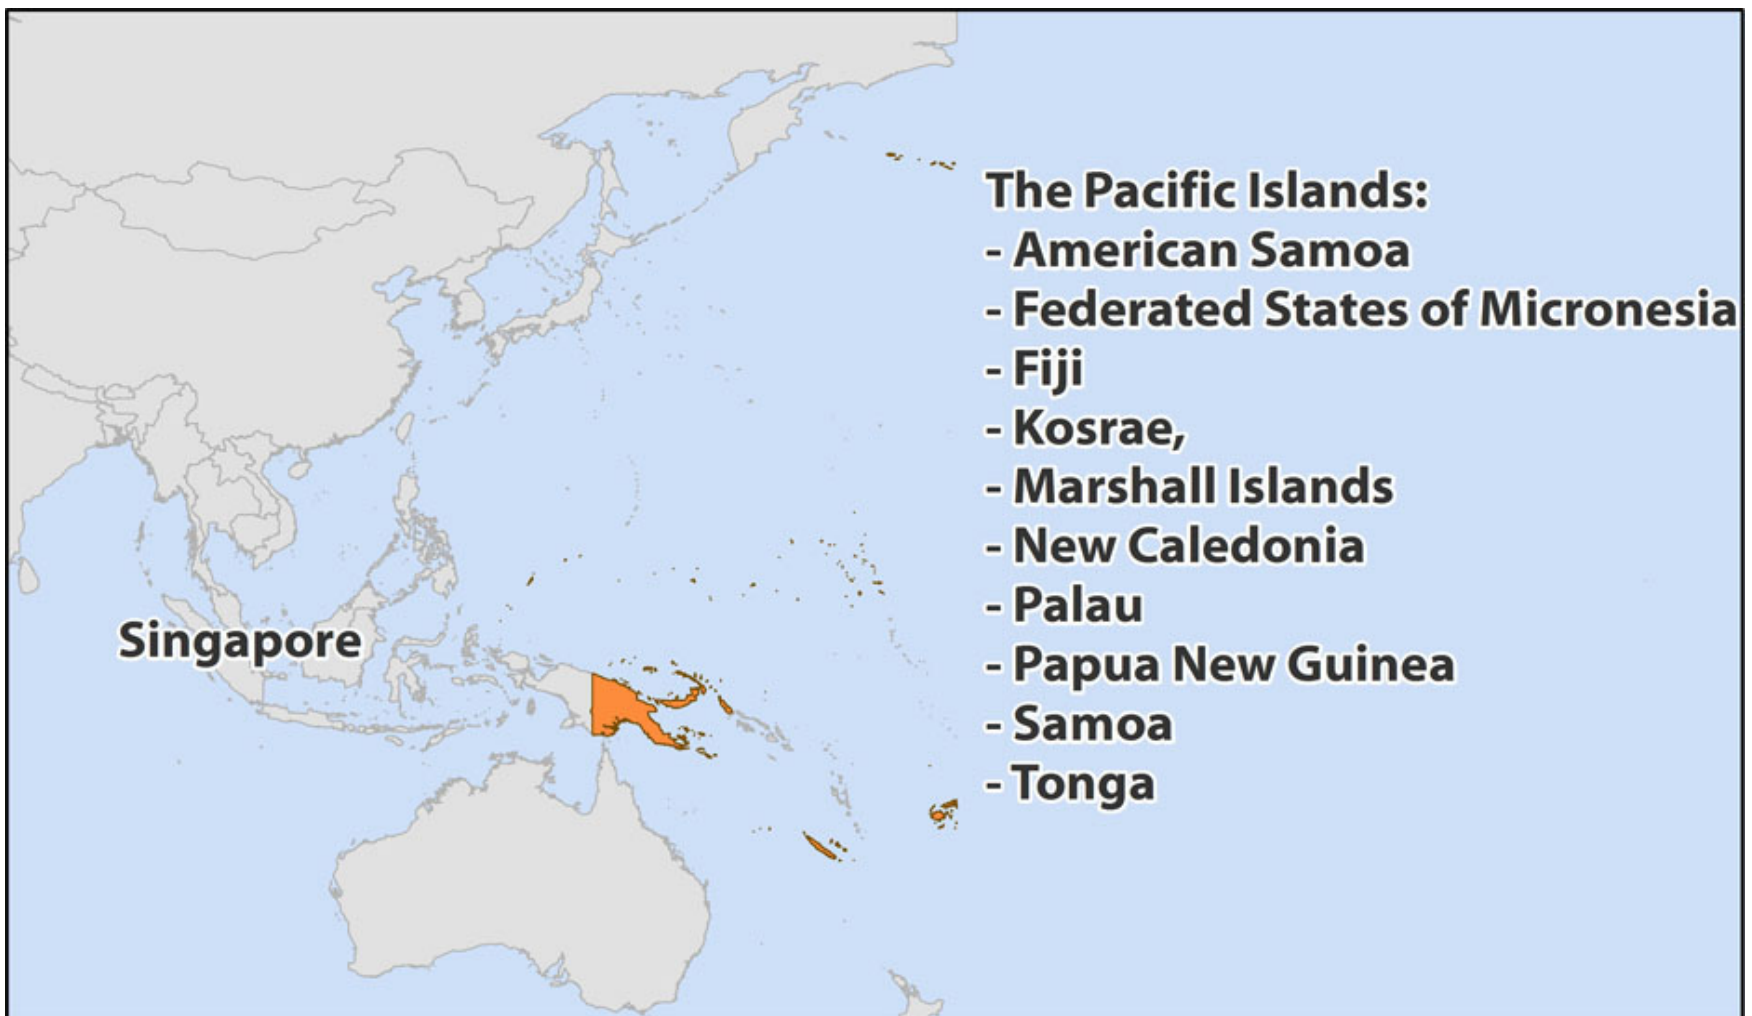 The Pacific Islands:
- American Samoa
- Federated States of Micronesia
- Fiji
- Kosrae,
- Marshall Islands
- New Caledonia
- Palau
- Papua New Guinea
- Samoa
- Tonga
Singapore